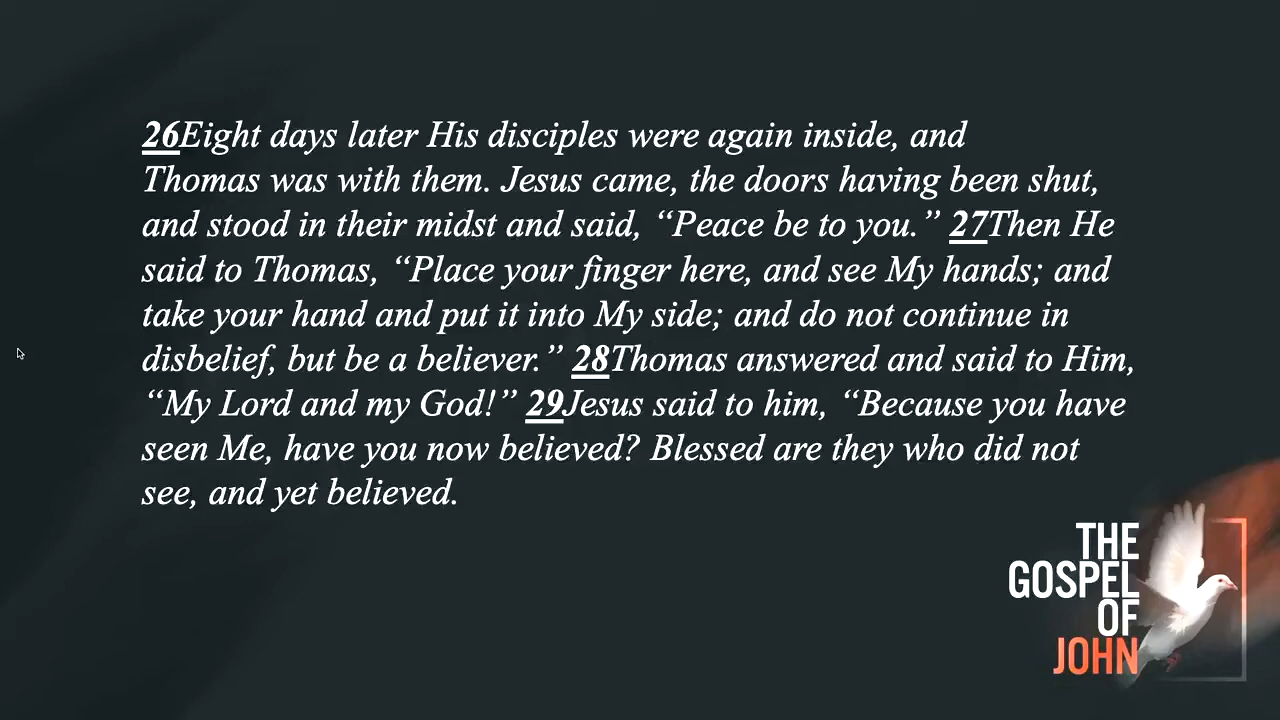 26Eight days later His disciples were again inside, and
Thomas was with them. Jesus came, the doors having been shut,
and stood in their midst and said, “Peace be to you.” 27Then He
said to Thomas, “Place your finger here, and see My hands; and
take your hand and put it into My side; and do not continue in
disbelief, but be a believer.” 28Thomas answered and said to Him,
“My Lord and my God!” 29Jesus said to him, “Because you have
seen Me, have you now believed? Blessed are they who did not
see, and yet believed.
THE
GOSPEL
OF
JOHN